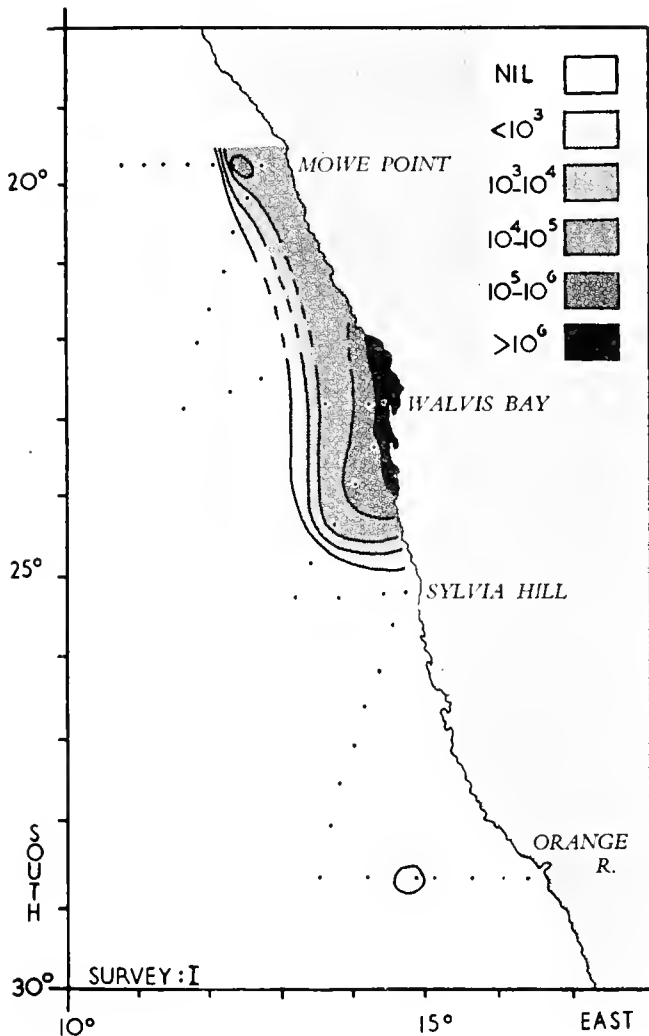 NIL
<10³
10³-10⁴
10⁴-10⁵
10⁵-10⁶
>10⁶
20°
MOWE POINT
WALVIS BAY
25°
SYLVIA HILL
ORANGE
R.
SOUTH
30°
SURVEY: I
10°
15°
EAST